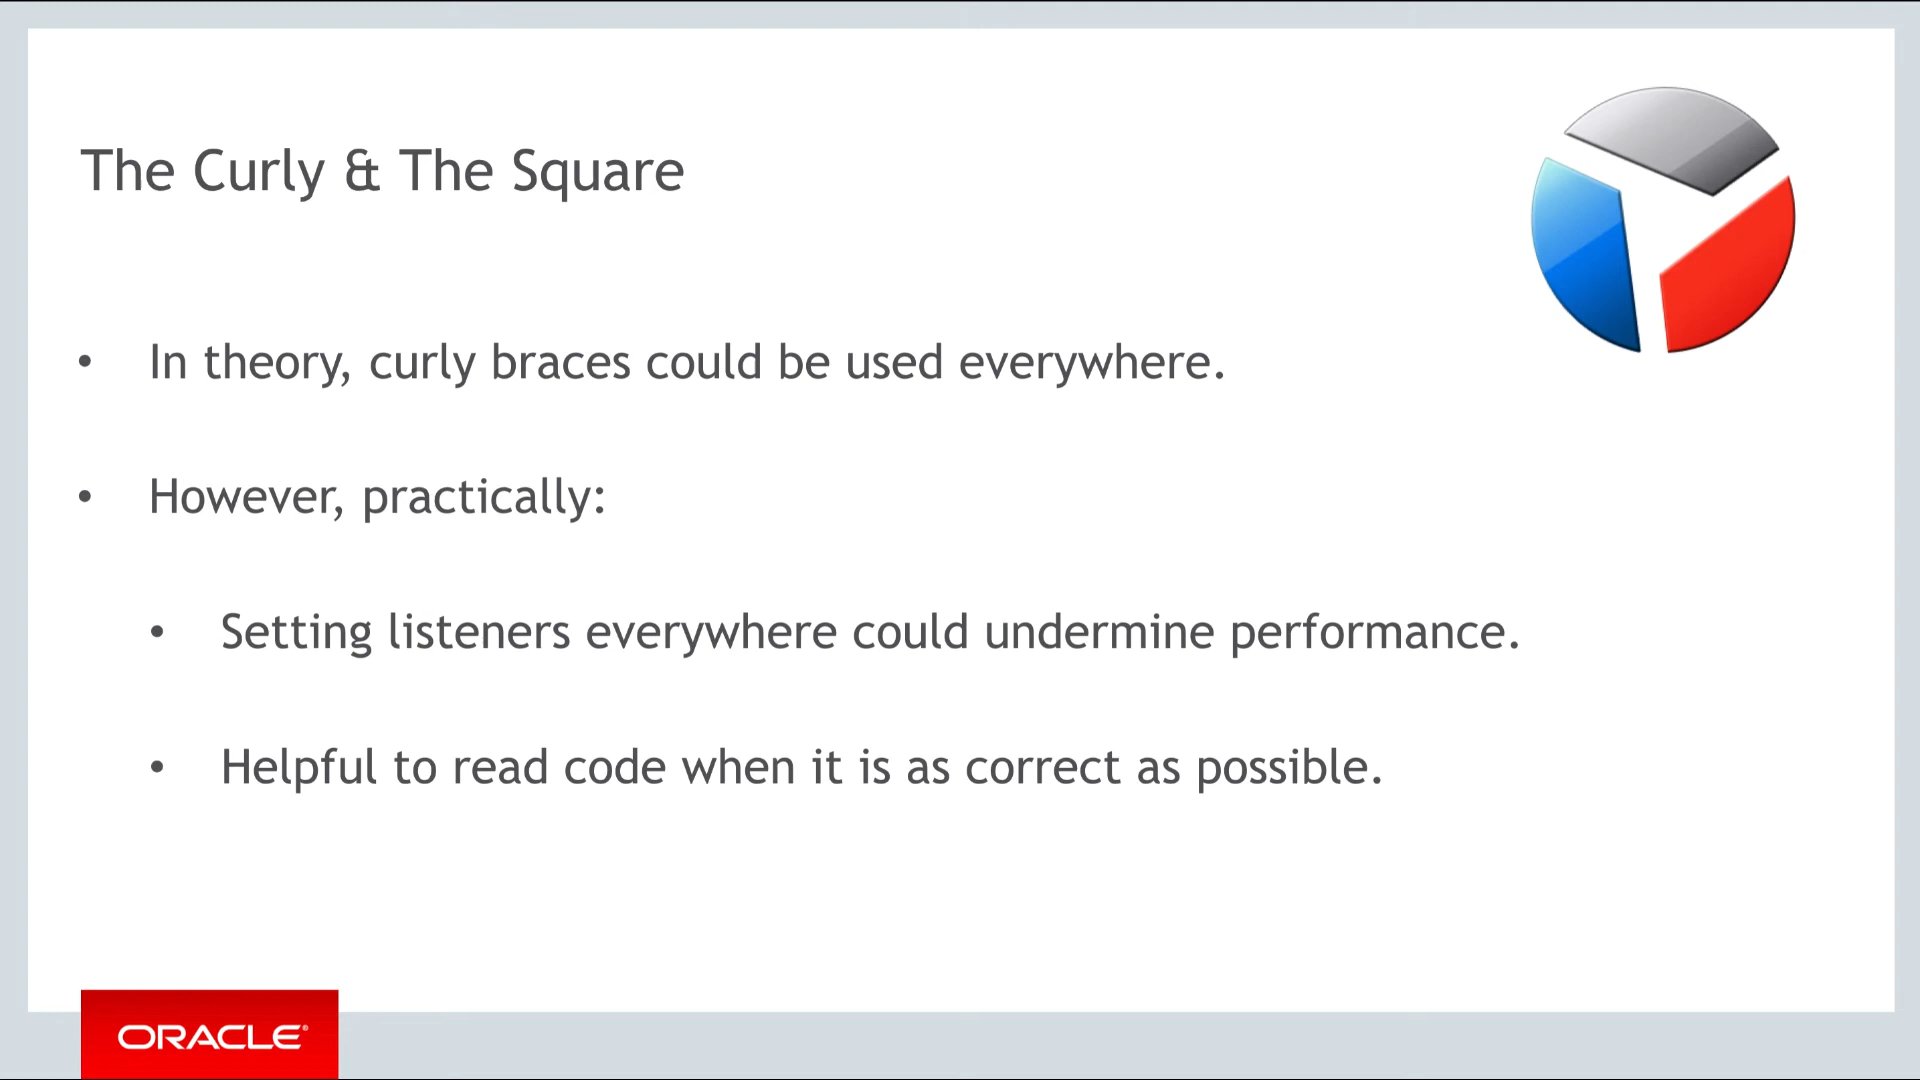 The Curly & The Square
• In theory, curly braces could be used everywhere.
• However, practically:
• Setting listeners everywhere could undermine performance.
• Helpful to read code when it is as correct as possible.
ORACLE®